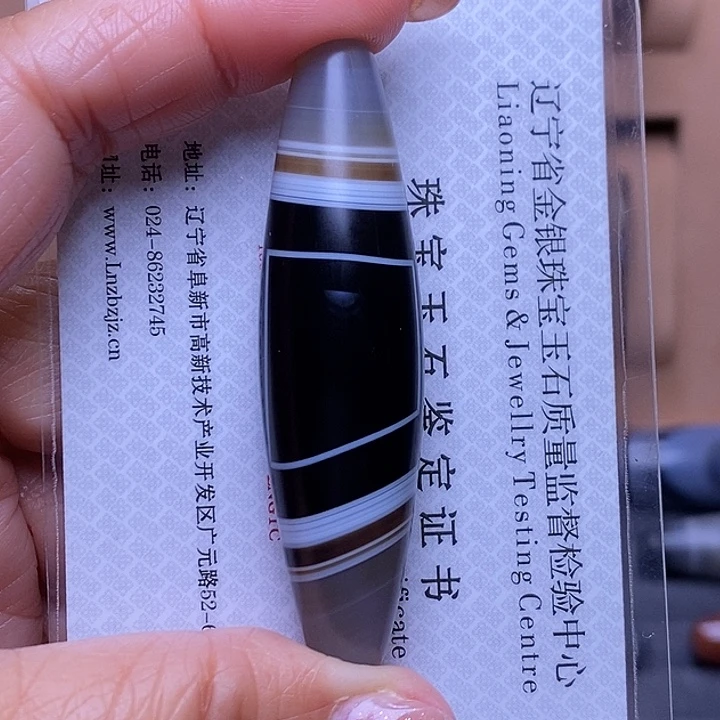 辽宁省金银珠宝玉石质量监督检验中心
Liaoning Gems & Jewellry Testing Centre
珠宝玉石鉴定证书
ificate
NGTC
地址：辽宁省阜新市高新技术产业开发区广元路52-
电话：024-86232745
址：www.Lnzbzjz.cn